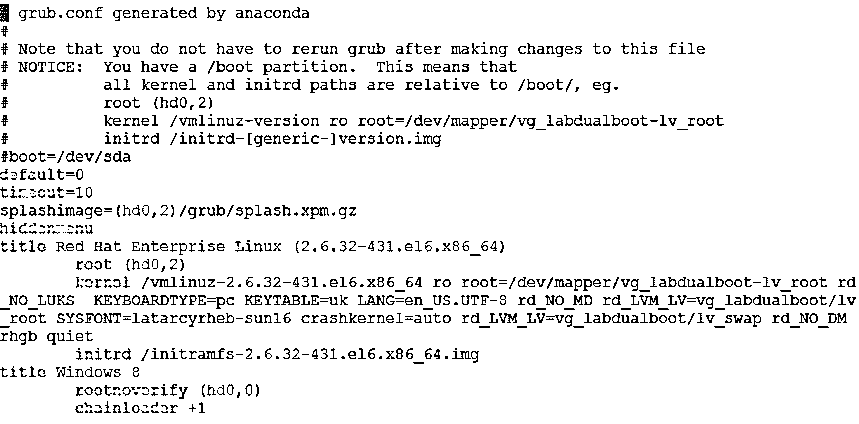 # grub.conf generated by anaconda
#
# Note that you do not have to rerun grub after making changes to this file
# NOTICE:  You have a /boot partition.  This means that
#          all kernel and initrd paths are relative to /boot/, eg.
#          root (hd0,2)
#          kernel /vmlinuz-version ro root=/dev/mapper/vg_labdualboot-lv_root
#          initrd /initrd-[generic-]version.img
#boot=/dev/sda
default=0
timeout=10
splashimage=(hd0,2)/grub/splash.xpm.gz
hiddenmenu
title Red Hat Enterprise Linux (2.6.32-431.el6.x86_64)
        root (hd0,2)
        kernel /vmlinuz-2.6.32-431.el6.x86_64 ro root=/dev/mapper/vg_labdualboot-lv_root rd
_NO_LUKS  KEYBOARDTYPE=pc KEYTABLE=uk LANG=en_US.UTF-8 rd_NO_MD rd_LVM_LV=vg_labdualboot/lv
_root SYSFONT=latarcyrheb-sun16 crashkernel=auto rd_LVM_LV=vg_labdualboot/lv_swap rd_NO_DM
rhgb quiet
        initrd /initramfs-2.6.32-431.el6.x86_64.img
title Windows 8
        rootnoverify (hd0,0)
        chainloader +1